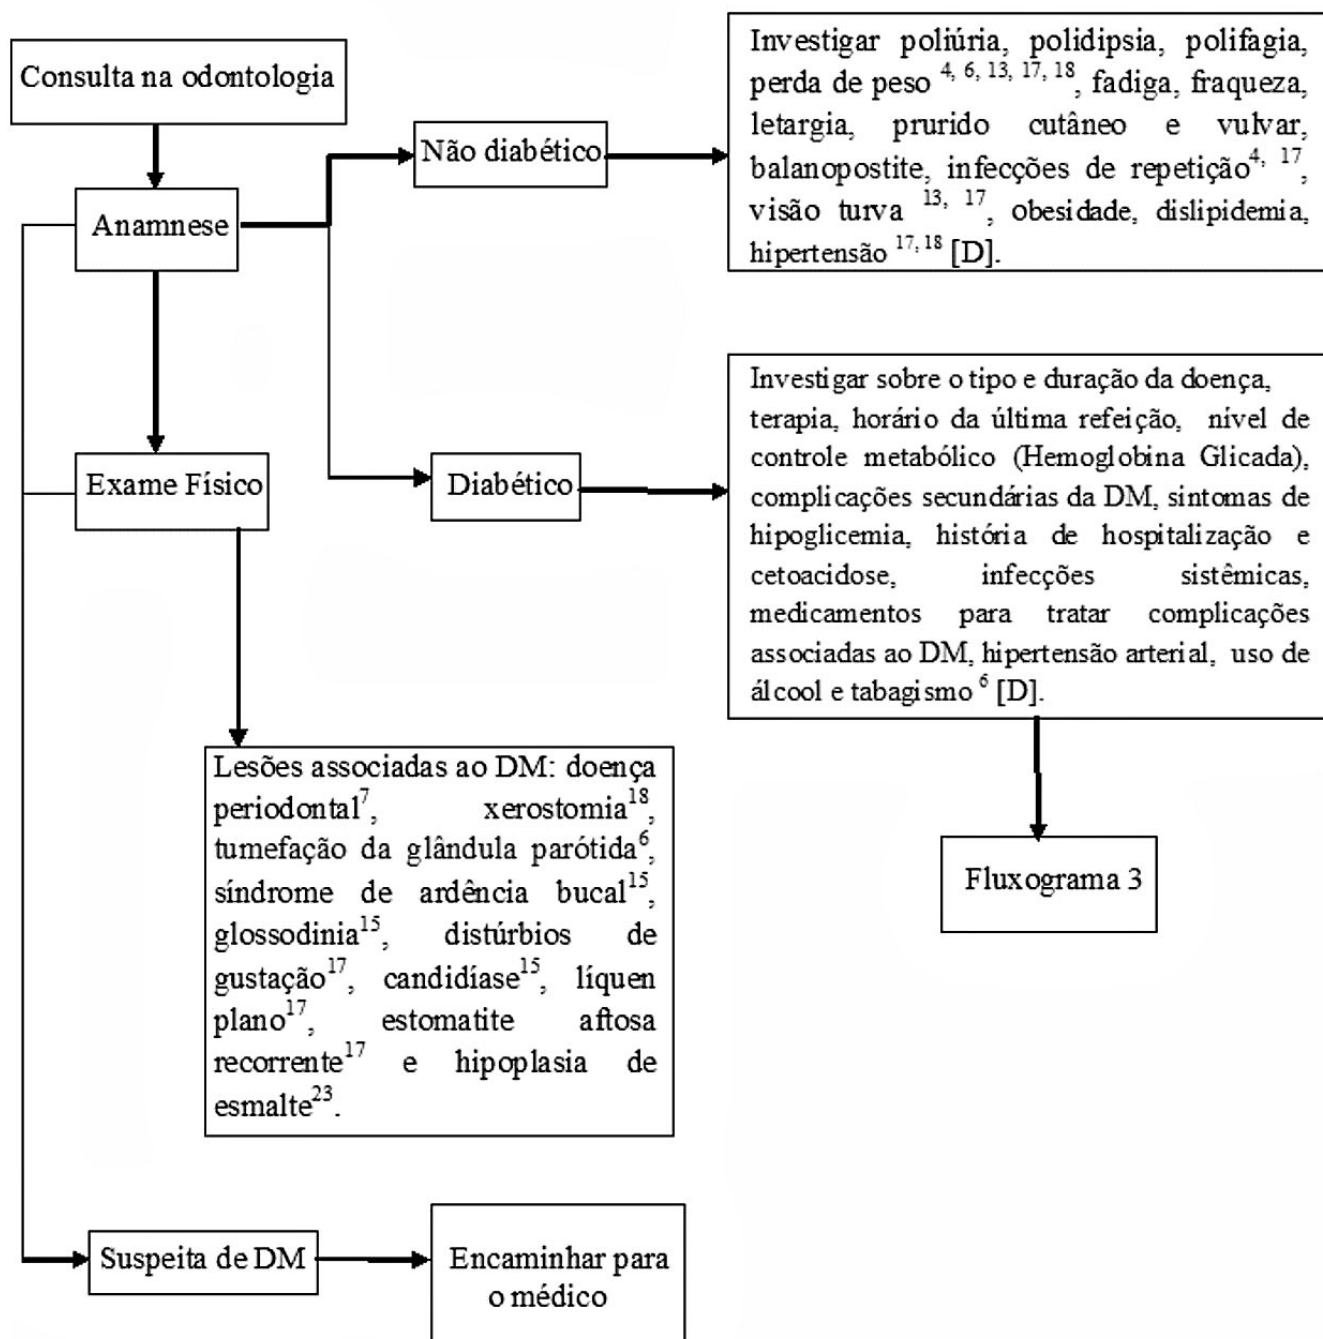 Consulta na odontologia
Anamnese
Não diabético
Investigar poliúria, polidipsia, polifagia,
perda de peso 4, 6, 13, 17, 18, fadiga, fraqueza,
letargia, prurido cutâneo e vulvar,
balanopostite, infecções de repetição4, 17,
visão turva 13, 17, obesidade, dislipidemia,
hipertensão 17, 18 [D].
Exame Físico
Diabético
Investigar sobre o tipo e duração da doença,
terapia, horário da última refeição, nível de
controle metabólico (Hemoglobina Glicada),
complicações secundárias da DM, sintomas de
hipoglicemia, história de hospitalização e
cetoacidose, infecções sistêmicas,
medicamentos para tratar complicações
associadas ao DM, hipertensão arterial, uso de
álcool e tabagismo 6 [D].
Fluxograma 3
Lesões associadas ao DM: doença
periodontal7, xerostomia18,
tumefação da glândula parótida6,
síndrome de ardência bucal15,
glossodinia15, distúrbios de
gustação17, candidíase15, líquen
plano17, estomatite aftosa
recorrente17 e hipoplasia de
esmalte23.
Suspeita de DM
Encaminhar para
o médico